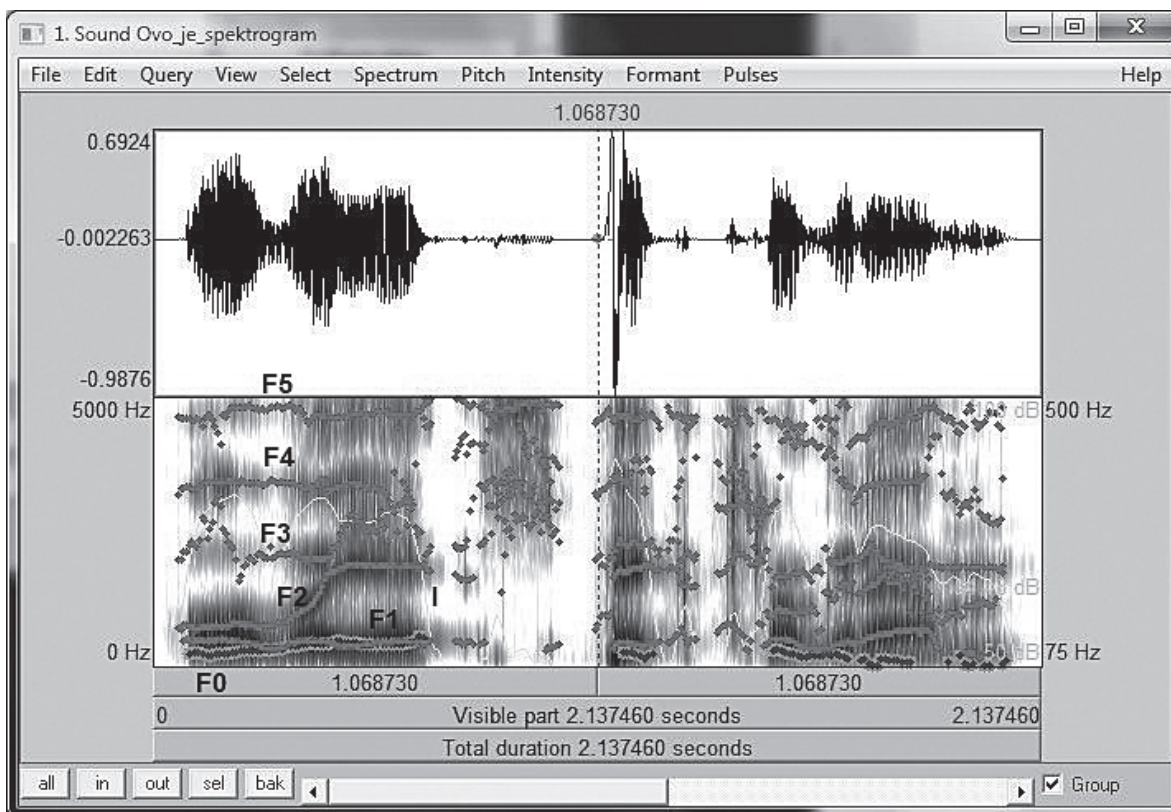 1. Sound Ovo_je_spektrogram
File Edit Query View Select Spectrum Pitch Intensity Formant Pulses Help
1.068730
0.6924
-0.002263
-0.9876
F5
5000 Hz
500 Hz
F4
F3
F2
F1
I
0 Hz
50 dB
75 Hz
F0
1.068730
1.068730
0
Visible part 2.137460 seconds
2.137460
Total duration 2.137460 seconds
all in out sel bak
Group